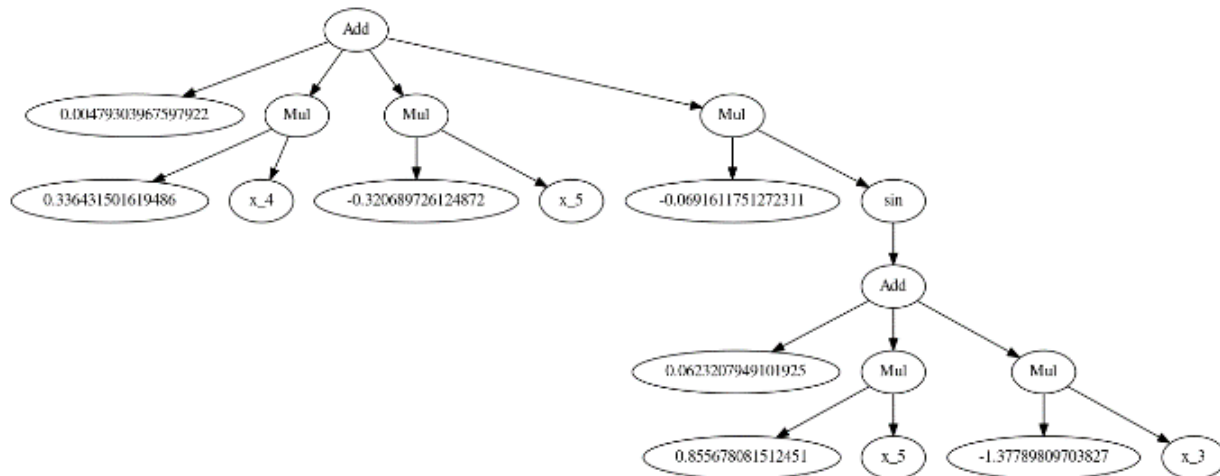 Add
0.00479303967597922 Mul Mul Mul
0.336431501619486 x_4 -0.320689726124872 x_5 -0.0691611751272311 sin
Add
0.0623207949101925 Mul Mul
0.855678081512451 x_5 -1.37789809703827 x_3